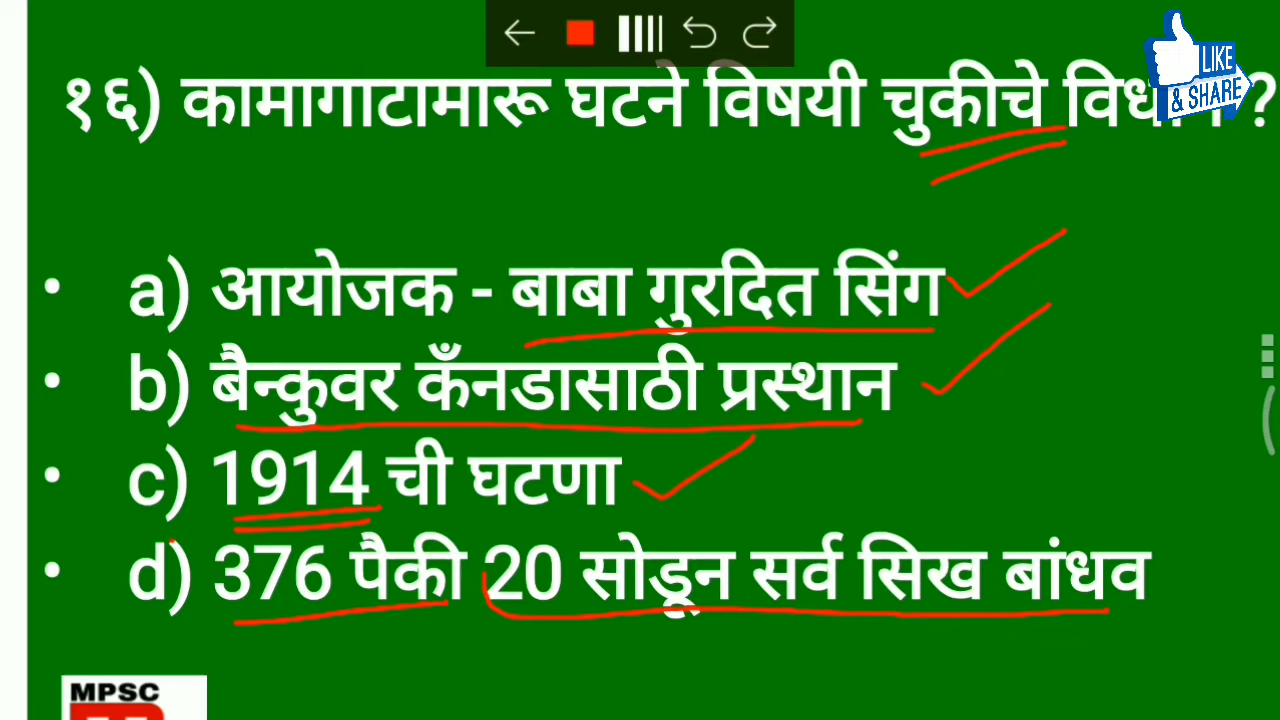 LIKE
& SHARE
१६) कामागाटामारू घटने विषयी चुकीचे ?
a) आयोजक - बाबा गुरदित सिंग
b) बैन्कुवर कॅंनडासाठी प्रस्थान
c) 1914 ची घटणा
d) 376 पैकी 20 सोडून सर्व सिख बांधव
MPSC